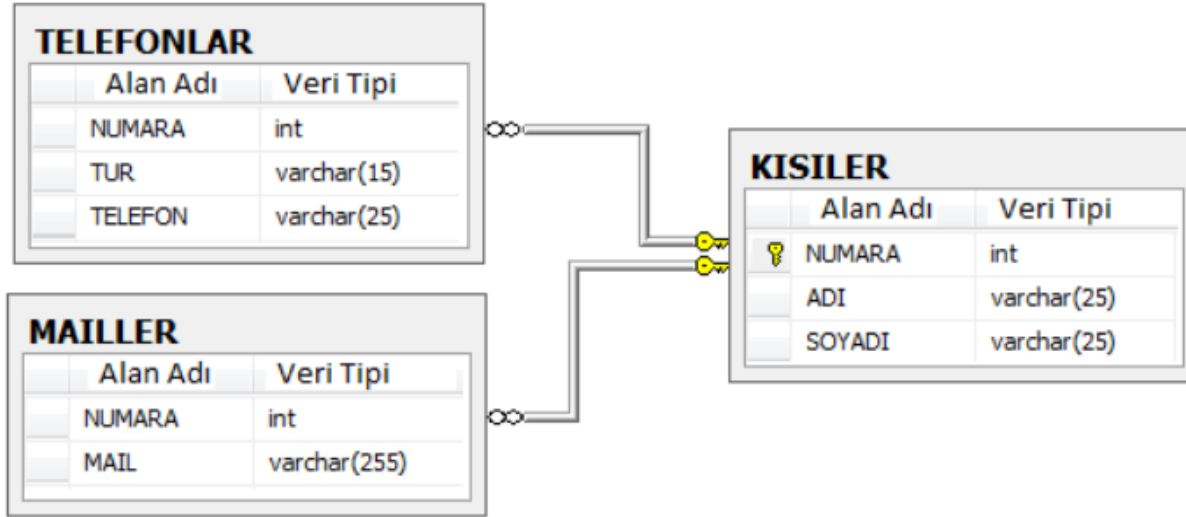 TELEFONLAR
Alan Adı Veri Tipi
NUMARA int
TUR varchar(15)
TELEFON varchar(25)
MAILLER
Alan Adı Veri Tipi
NUMARA int
MAIL varchar(255)
KISILER
Alan Adı Veri Tipi
NUMARA int
ADI varchar(25)
SOYADI varchar(25)